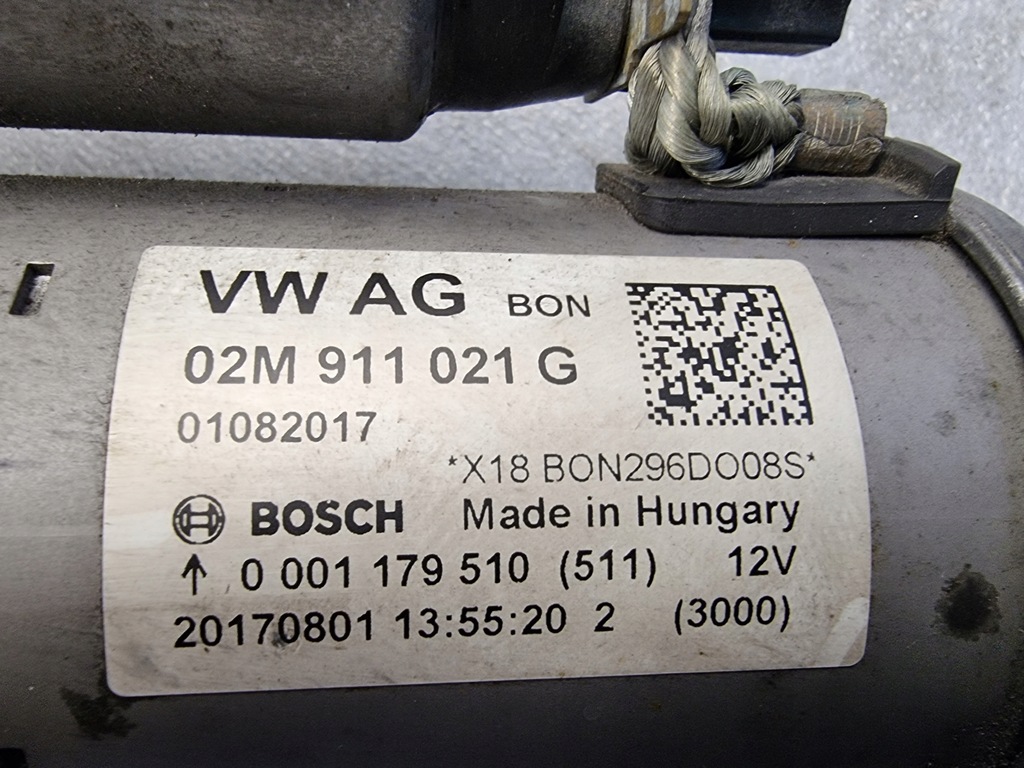 VW AG BON
02M 911 021 G
01082017
*X18 BON296DO08S*
BOSCH Made in Hungary
↑ 0 001 179 510 (511) 12V
20170801 13:55:20 2 (3000)